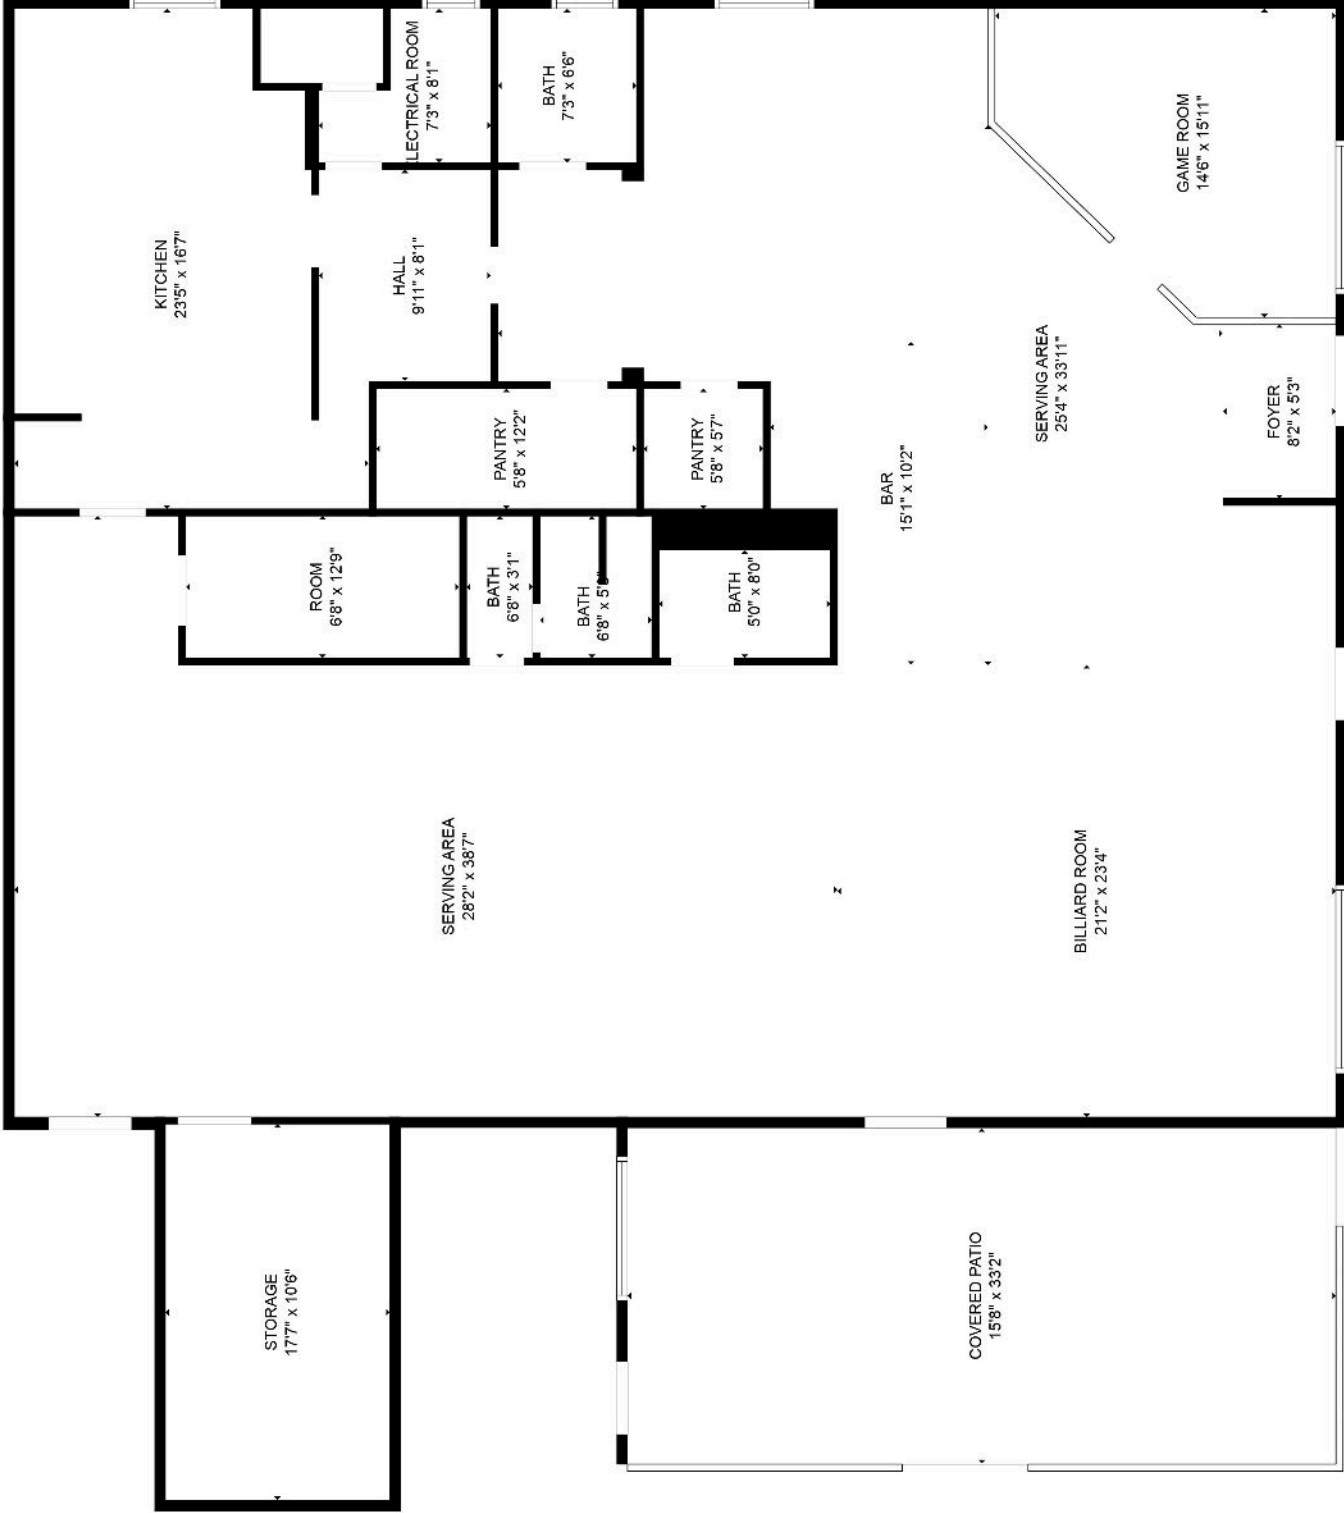 KITCHEN
23'5" x 16'7"
ELECTRICAL ROOM
7'3" x 8'1"
BATH
7'3" x 6'6"
GAME ROOM
14'6" x 15'11"
HALL
9'11" x 8'1"
SERVING AREA
25'4" x 33'11"
FOYER
8'2" x 5'3"
PANTRY
5'8" x 12'2"
PANTRY
5'8" x 5'7"
BAR
15'1" x 10'2"
ROOM
6'8" x 12'9"
BATH
6'8" x 3'1"
BATH
6'8" x
BATH
5'0" x 8'0"
SERVING AREA
28'2" x 38'7"
BILLIARD ROOM
21'2" x 23'4"
STORAGE
17'7" x 10'6"
COVERED PATIO
15'8" x 33'2"